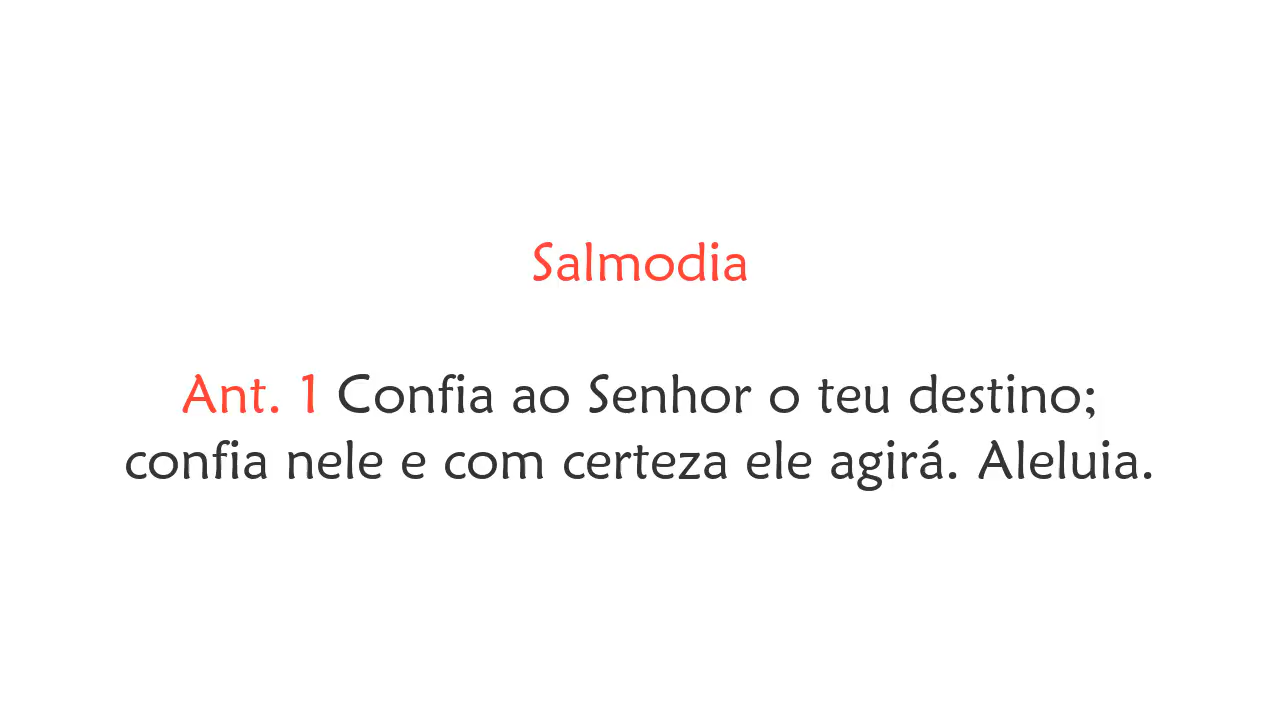 Salmodia
Ant. 1 Confia ao Senhor o teu destino;
confia nele e com certeza ele agirá. Aleluia.